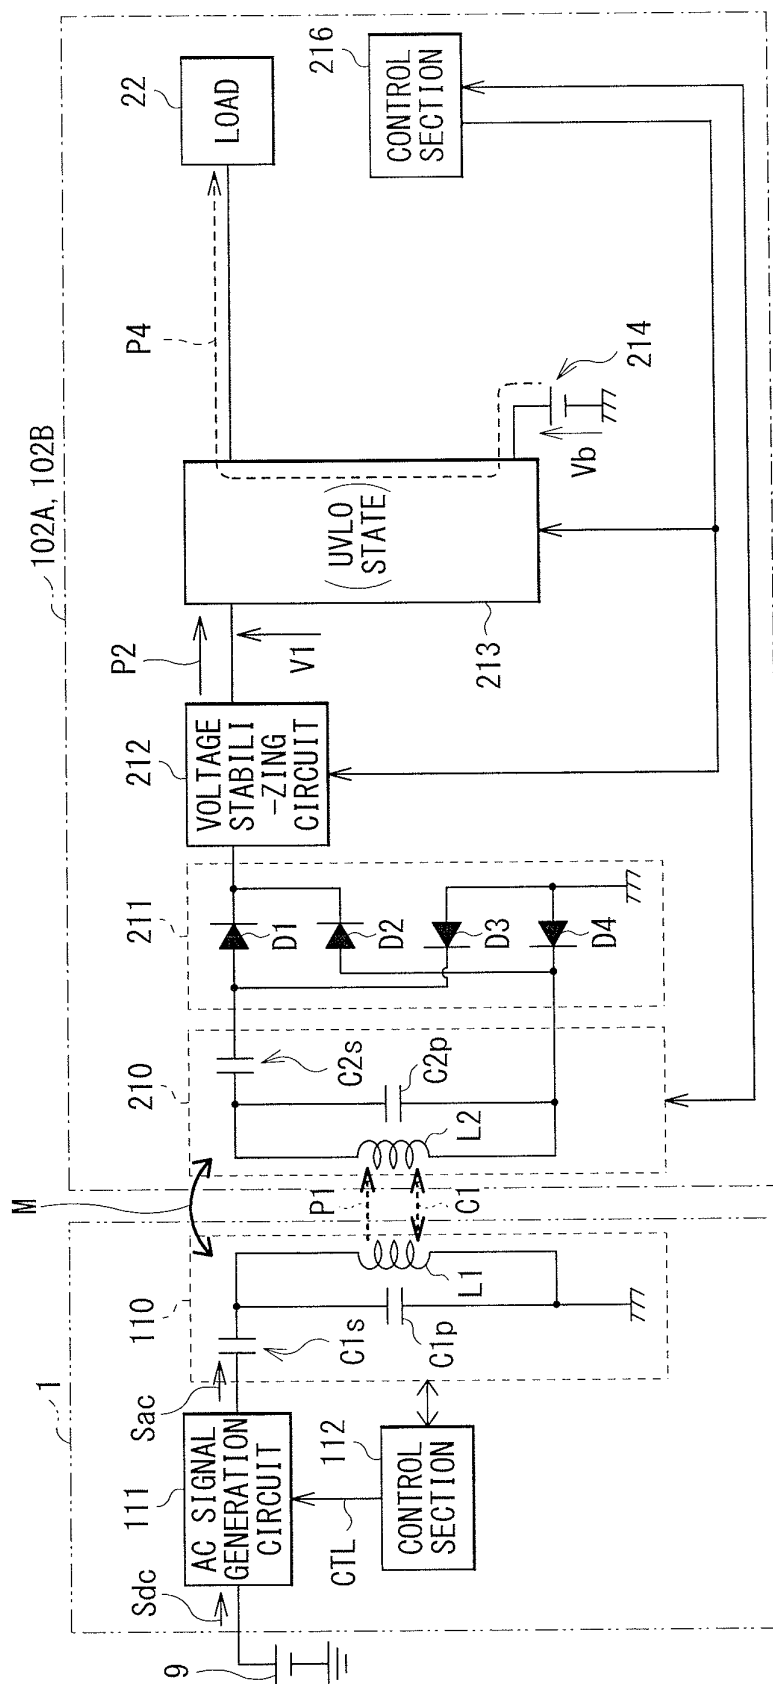 102A, 102B
1
M
9
Sdc
111
AC SIGNAL
GENERATION
CIRCUIT
Sac
110
C1s
C1p
L1
CTL
112
CONTROL
SECTION
P1
C1
210
L2
C2p
C2s
211
D1
D2
D3
D4
212
VOLTAGE
STABILI
-ZING
CIRCUIT
P2
V1
213
(UVLO
STATE)
P4
Vb
214
22
LOAD
216
CONTROL
SECTION